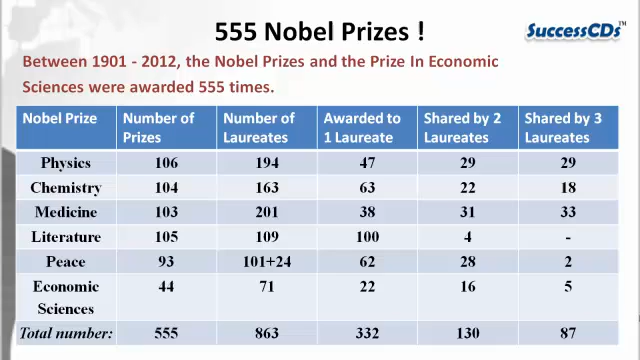 555 Nobel Prizes !
SuccessCDs™
Between 1901 - 2012, the Nobel Prizes and the Prize In Economic
Sciences were awarded 555 times.
Nobel Prize Number of Prizes Number of Laureates Awarded to 1 Laureate Shared by 2 Laureates Shared by 3 Laureates
Physics 106 194 47 29 29
Chemistry 104 163 63 22 18
Medicine 103 201 38 31 33
Literature 105 109 100 4 -
Peace 93 101+24 62 28 2
Economic Sciences 44 71 22 16 5
Total number: 555 863 332 130 87